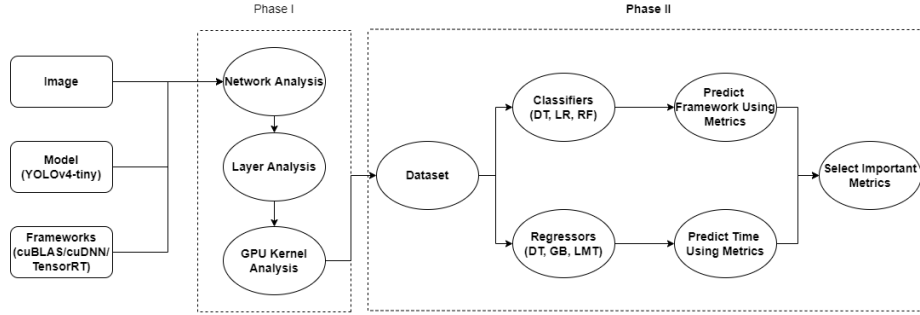 Phase I
Phase II
Image
Model
(YOLOv4-tiny)
Frameworks
(cuBLAS/cuDNN/
TensorRT)
Network Analysis
Layer Analysis
GPU Kernel
Analysis
Dataset
Classifiers
(DT, LR, RF)
Regressors
(DT, GB, LMT)
Predict
Framework Using
Metrics
Predict Time
Using Metrics
Select Important
Metrics